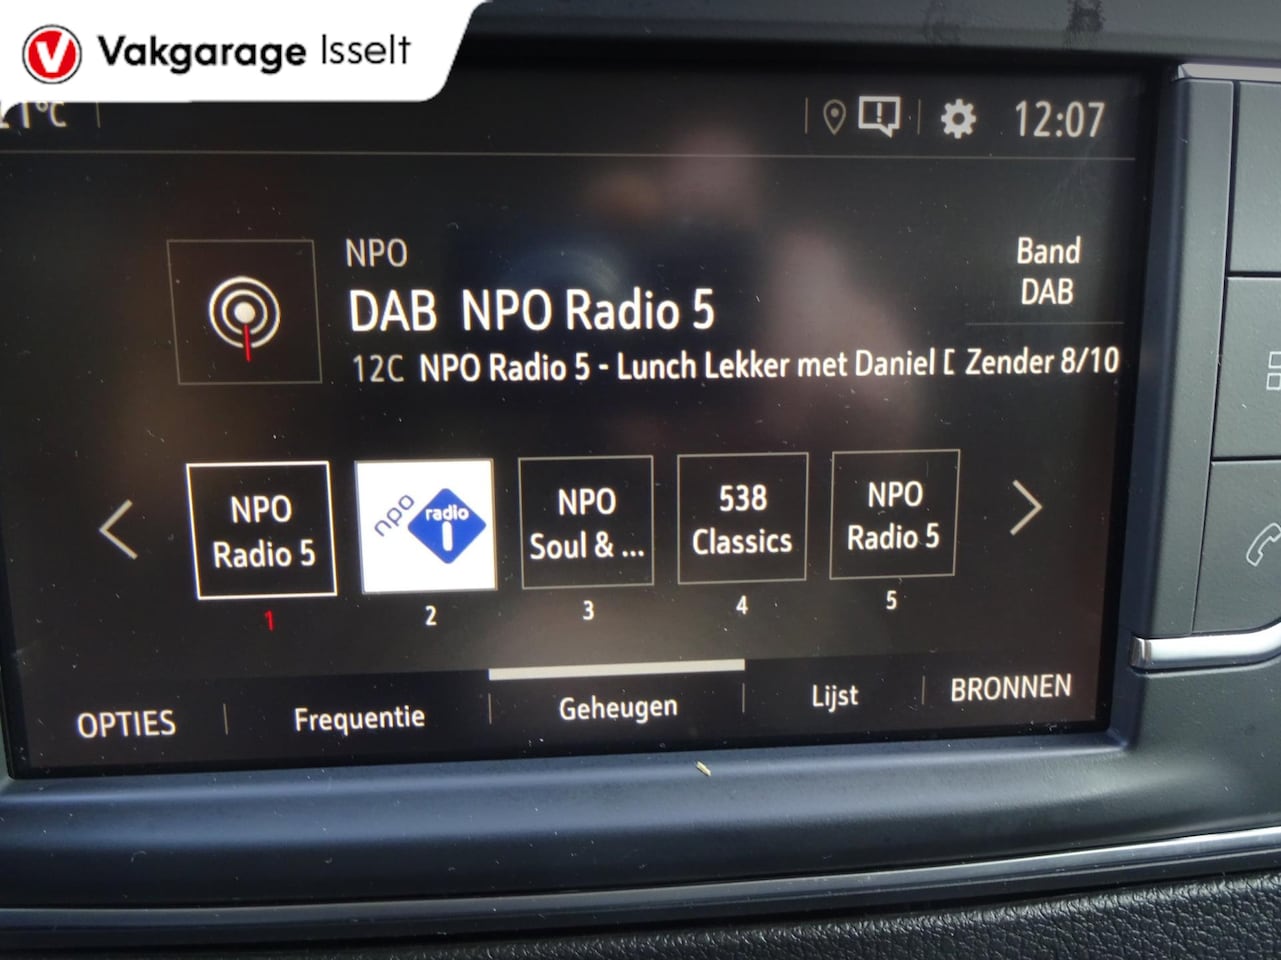 Vakgarage Isselt
12:07
NPO
DAB NPO Radio 5
Band
DAB
12C NPO Radio 5 - Lunch Lekker met Daniel Zender 8/10
NPO
Radio 5
npo
radio
1
NPO
Soul & ...
538
Classics
NPO
Radio 5
1
2
3
4
5
OPTIES
Frequentie
Geheugen
Lijst
BRONNEN